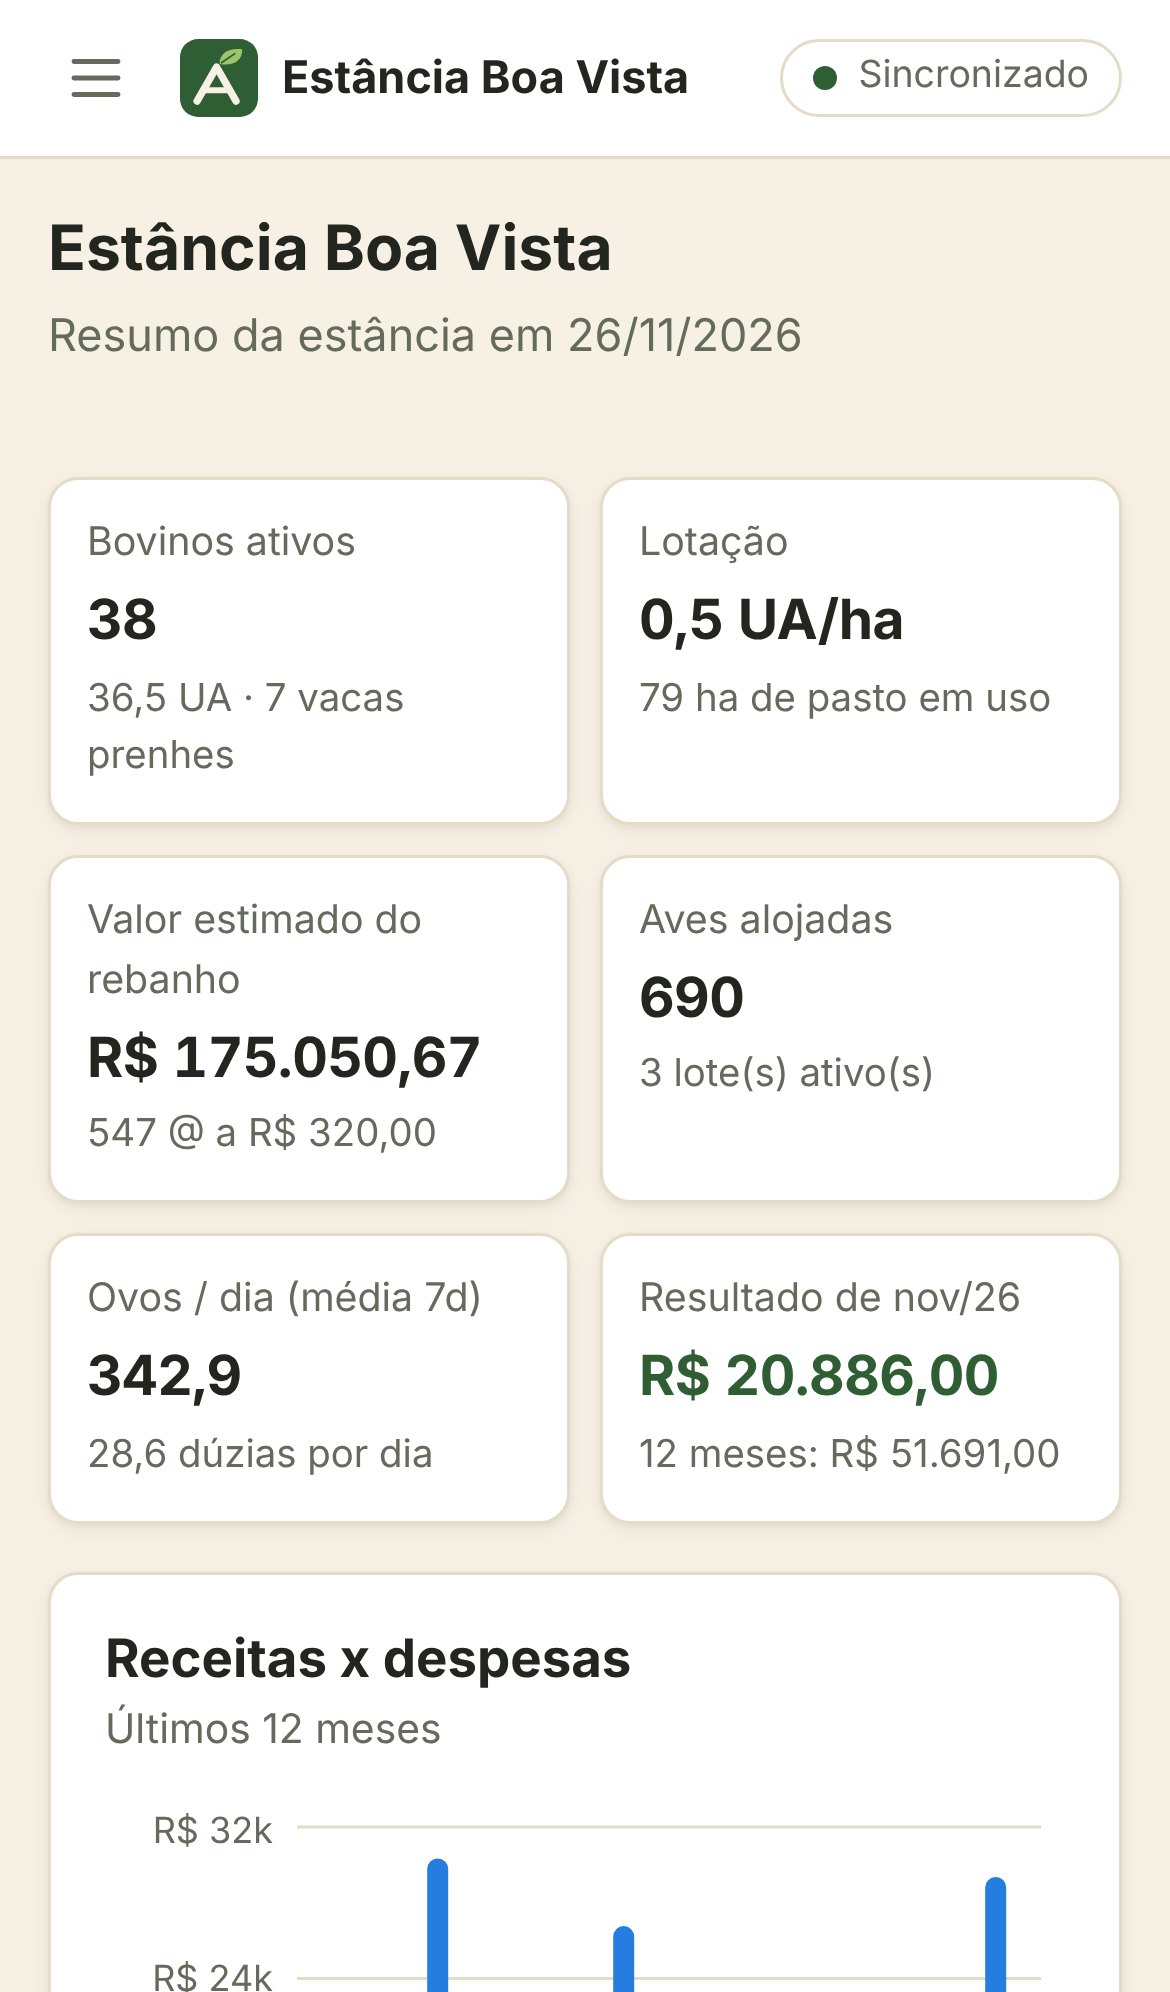 Estância Boa Vista
Sincronizado
Estância Boa Vista
Resumo da estância em 26/11/2026
Bovinos ativos
38
36,5 UA · 7 vacas
prenhes
Lotação
0,5 UA/ha
79 ha de pasto em uso
Valor estimado do
rebanho
R$ 175.050,67
547 @ a R$ 320,00
Aves alojadas
690
3 lote(s) ativo(s)
Ovos / dia (média 7d)
342,9
28,6 dúzias por dia
Resultado de nov/26
R$ 20.886,00
12 meses: R$ 51.691,00
Receitas x despesas
Últimos 12 meses
R$ 32k
R$ 24k